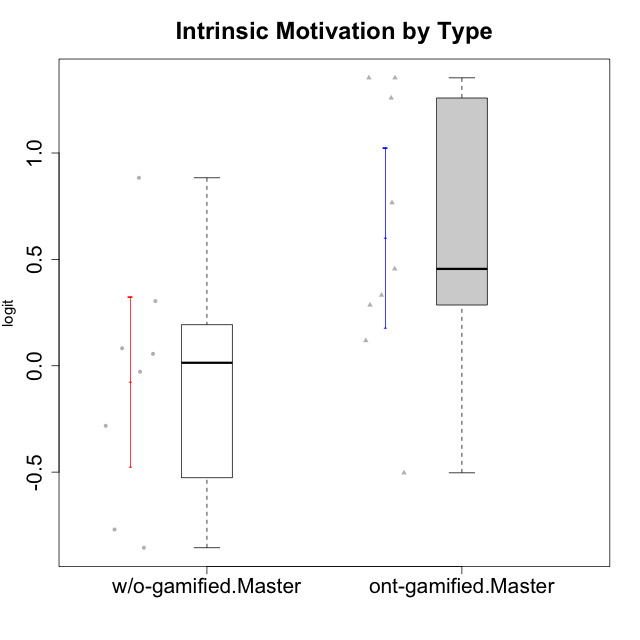 Intrinsic Motivation by Type
logit
1.0
0.5
0.0
-0.5
w/o-gamified.Master
ont-gamified.Master